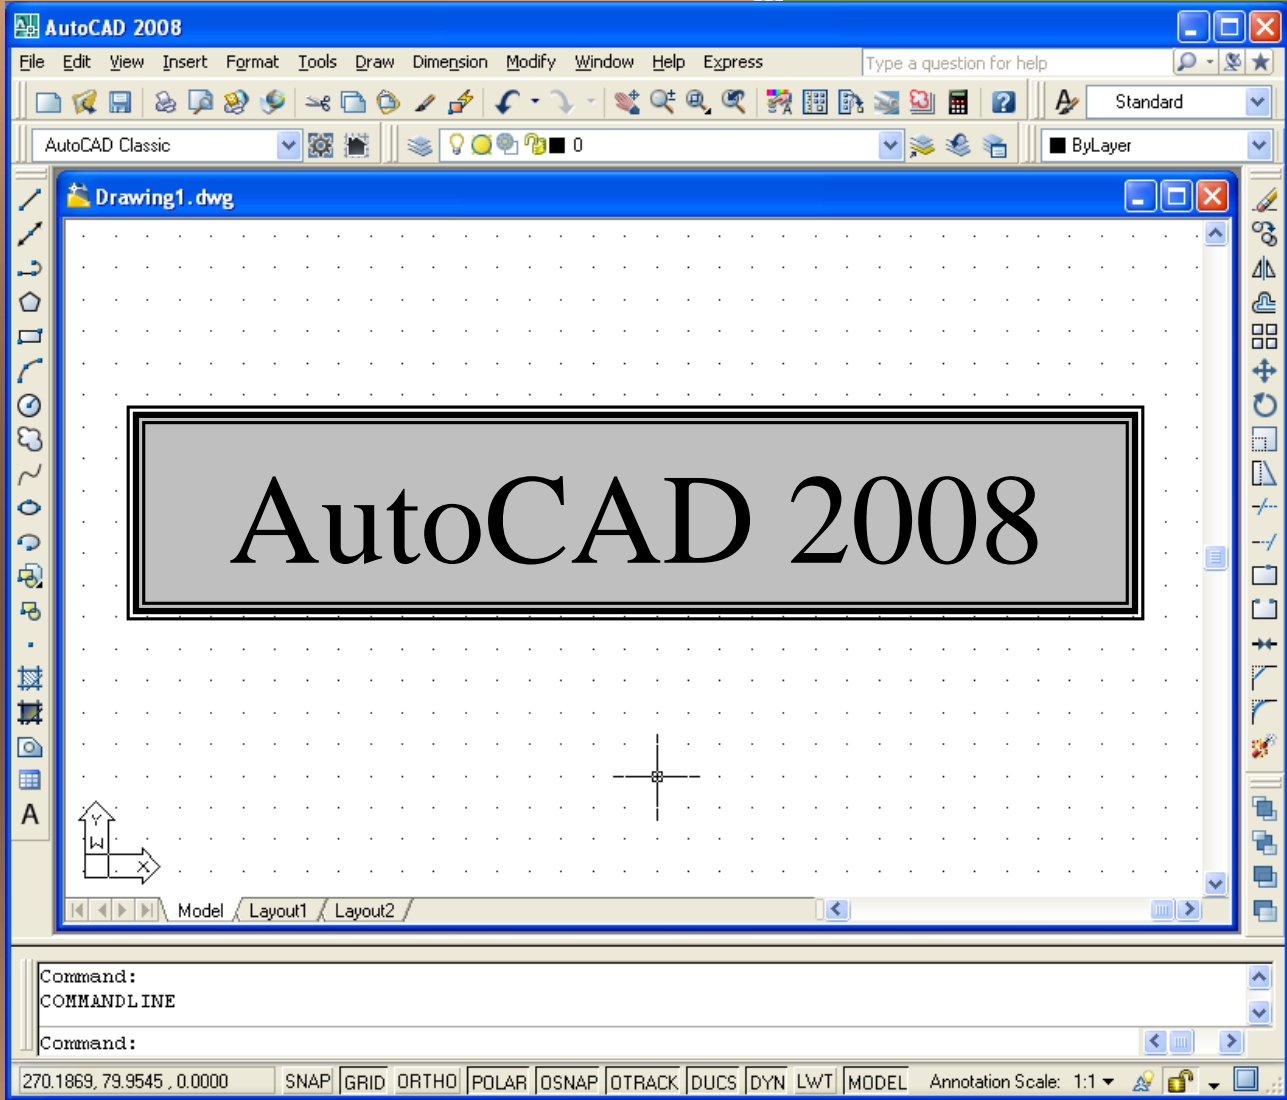 AutoCAD 2008
File Edit View Insert Format Tools Draw Dimension Modify Window Help Express Type a question for help
Standard
AutoCAD Classic 0 ByLayer
Drawing1.dwg
AutoCAD 2008
Y
W
X
A
Model Layout1 Layout2
Command:
COMMANDLINE
Command:
270.1869, 79.9545 , 0.0000 SNAP GRID ORTHO POLAR OSNAP OTRACK DUCS DYN LWT MODEL Annotation Scale: 1:1